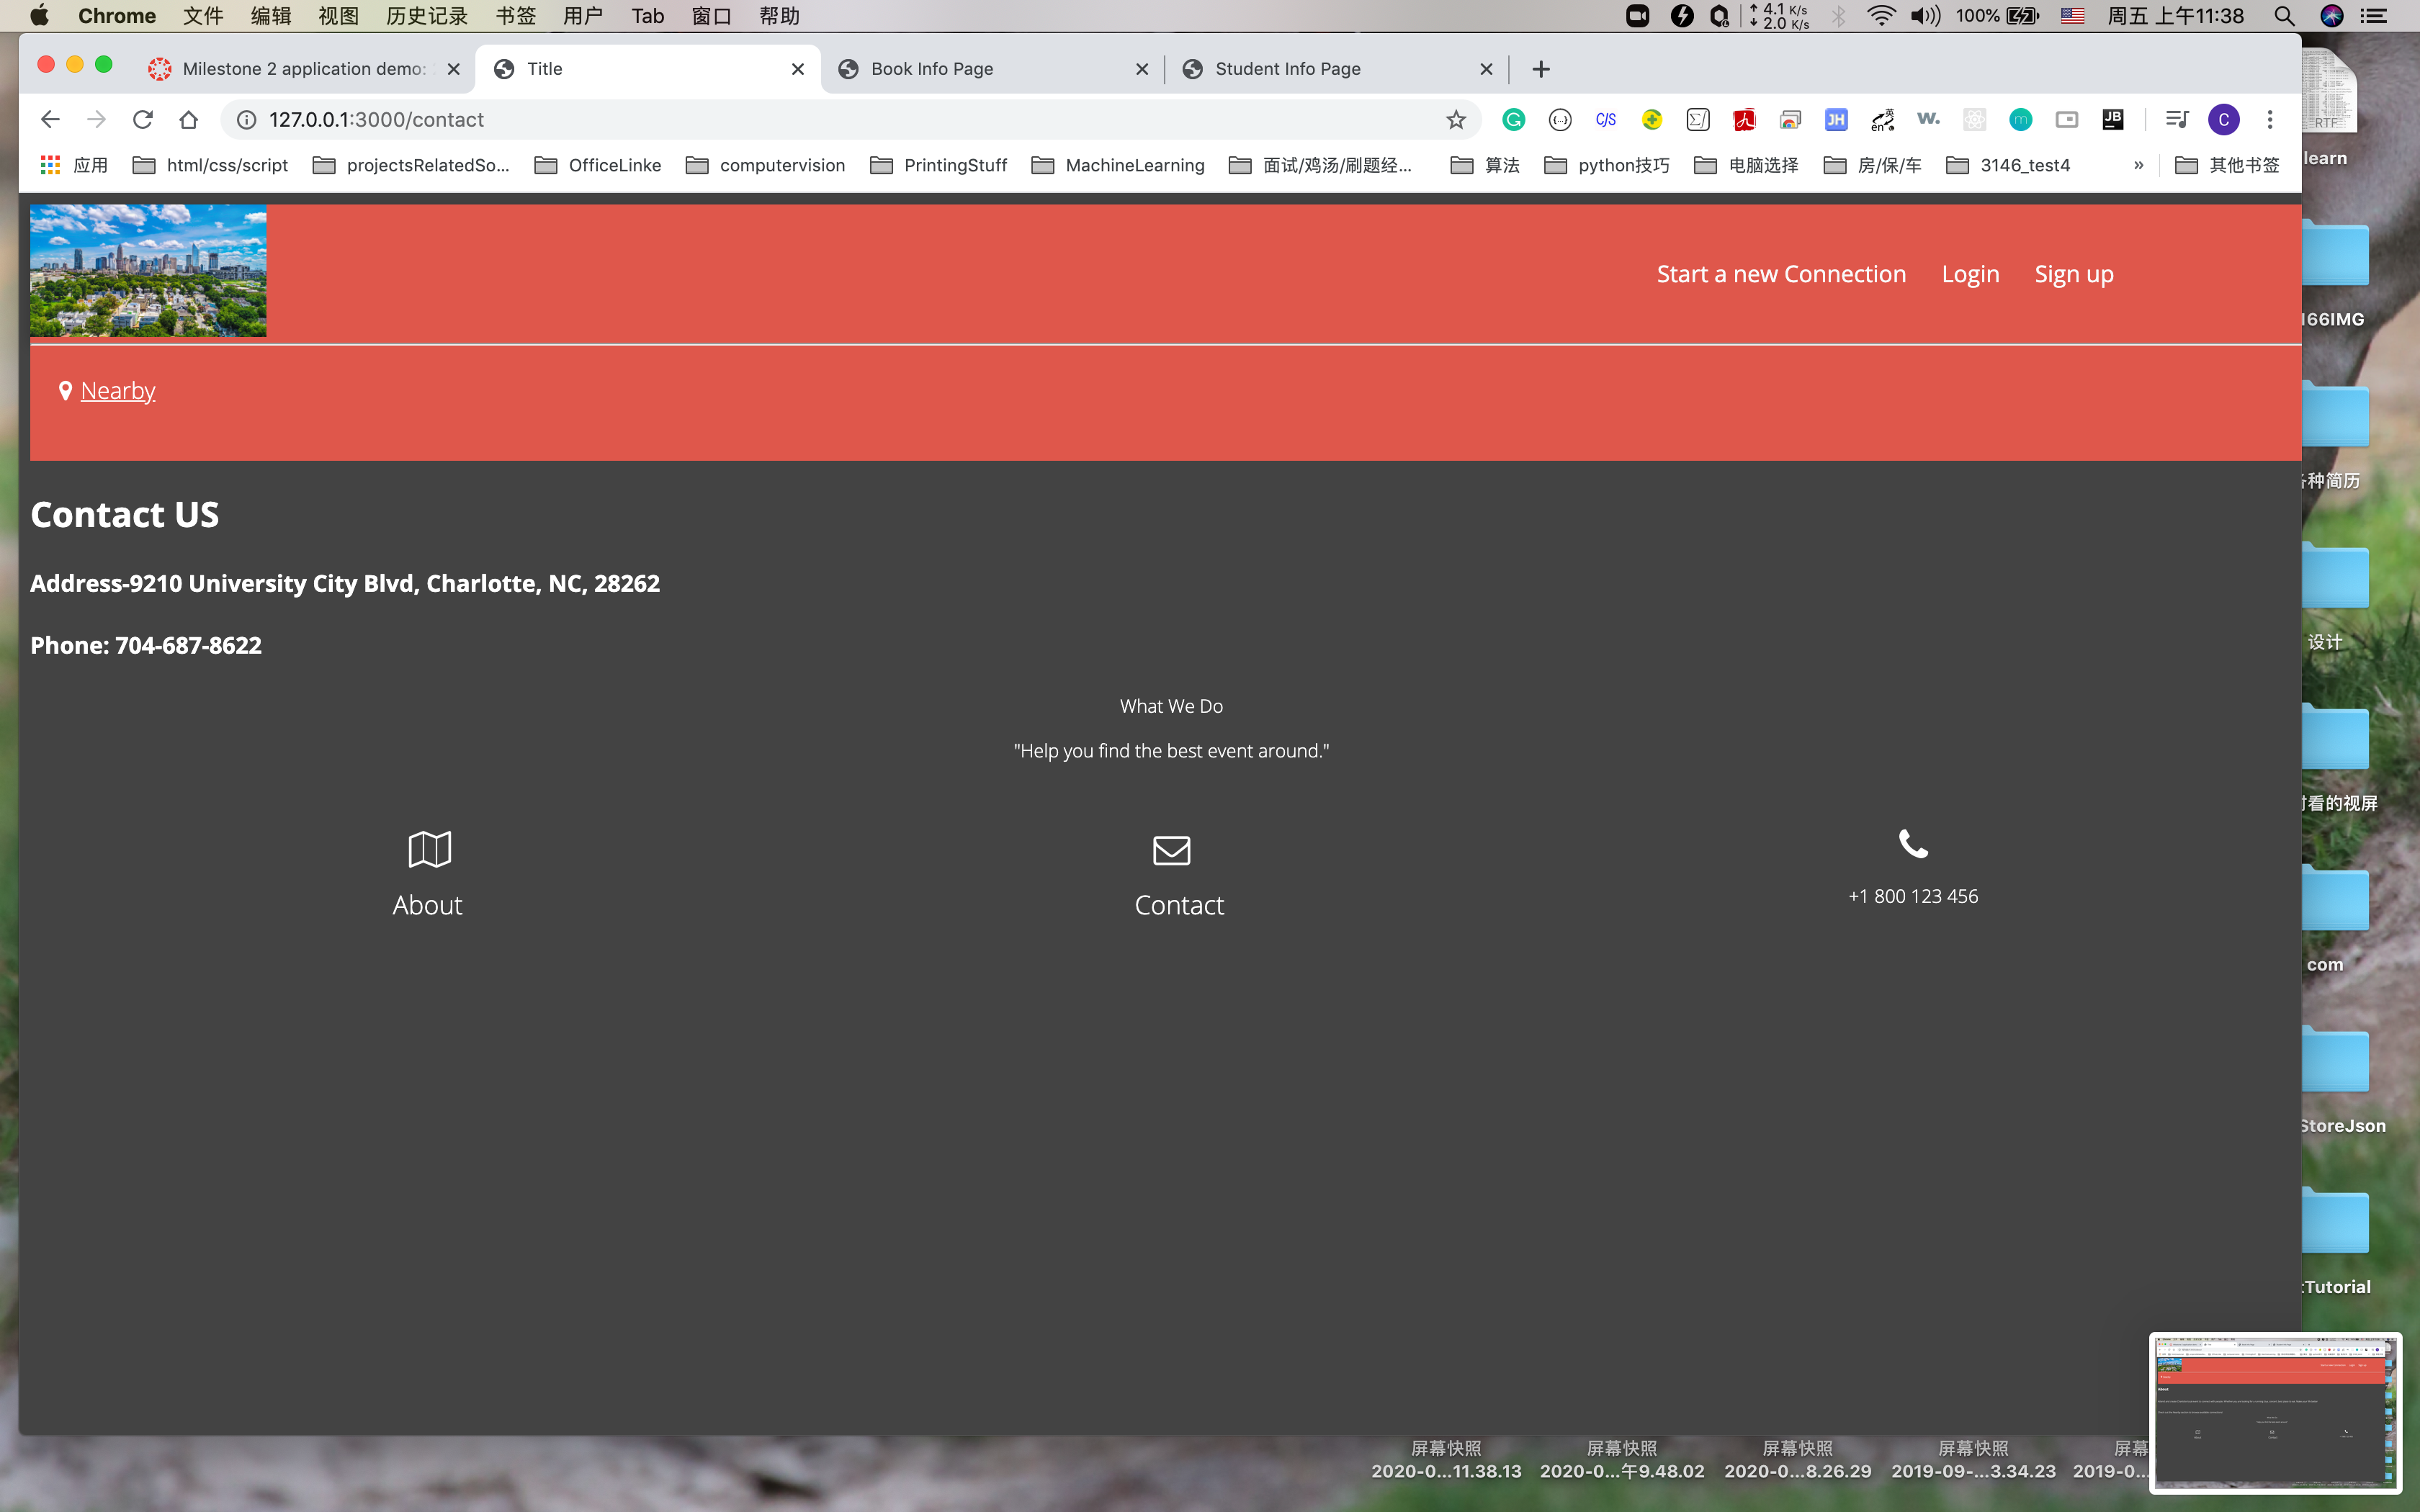 Chrome 文件 编辑 视图 历史记录 书签 用户 Tab 窗口 帮助 4.1 K/s 2.0 K/s 100% 周五 上午11:38
Milestone 2 application demo: Title Book Info Page Student Info Page
127.0.0.1:3000/contact
应用 html/css/script projectsRelatedSo... OfficeLinke computervision PrintingStuff MachineLearning 面试/鸡汤/刷题经... 算法 python技巧 电脑选择 房/保/车 3146_test4 » 其他书签
RTF
learn
Start a new Connection Login Sign up
166IMG
Nearby
各种简历
Contact US
Address-9210 University City Blvd, Charlotte, NC, 28262
设计
Phone: 704-687-8622
What We Do
"Help you find the best event around."
看的视屏
About Contact +1 800 123 456
com
StoreJson
tTutorial
屏幕快照 屏幕快照 屏幕快照 屏幕快照 屏幕
2020-0...11.38.13 2020-0...午9.48.02 2020-0...8.26.29 2019-09-...3.34.23 2019-0...